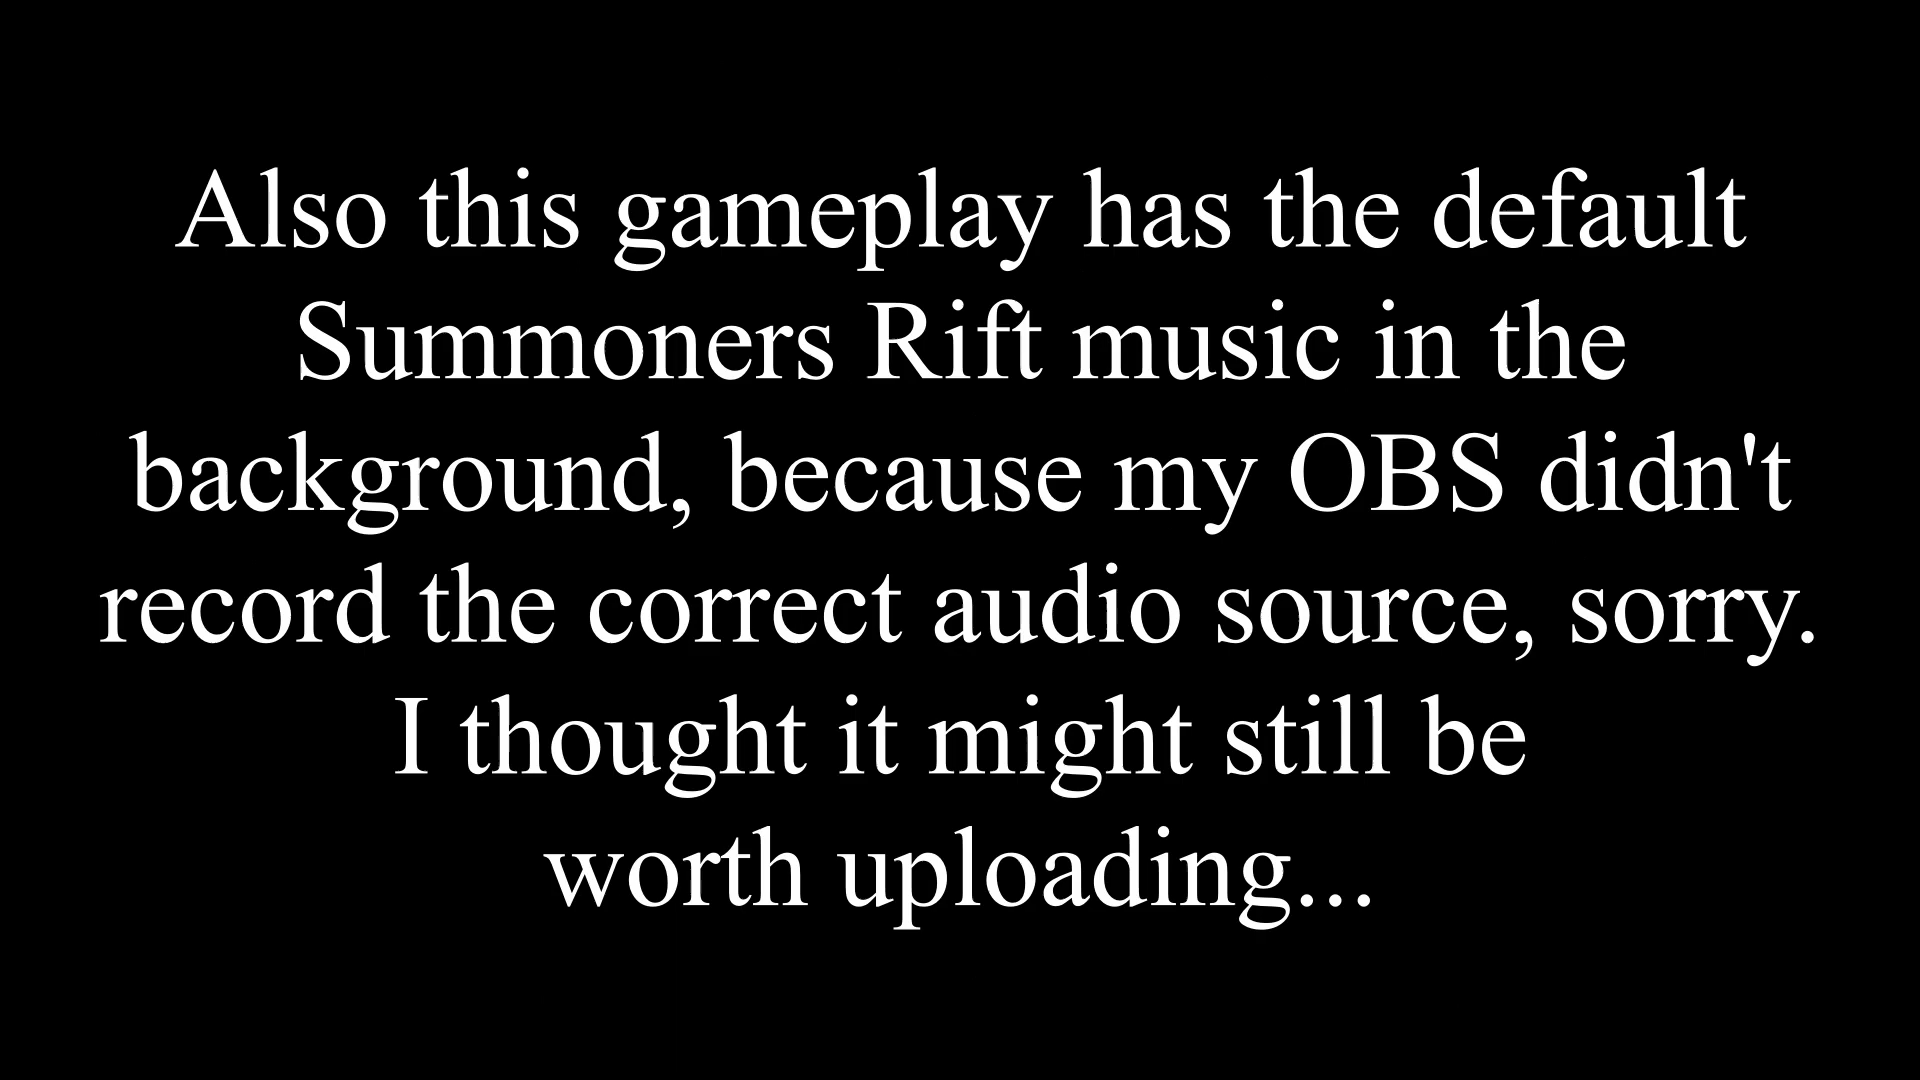 Also this gameplay has the default
Summoners Rift music in the
background, because my OBS didn't
record the correct audio source, sorry.
I thought it might still be
worth uploading...